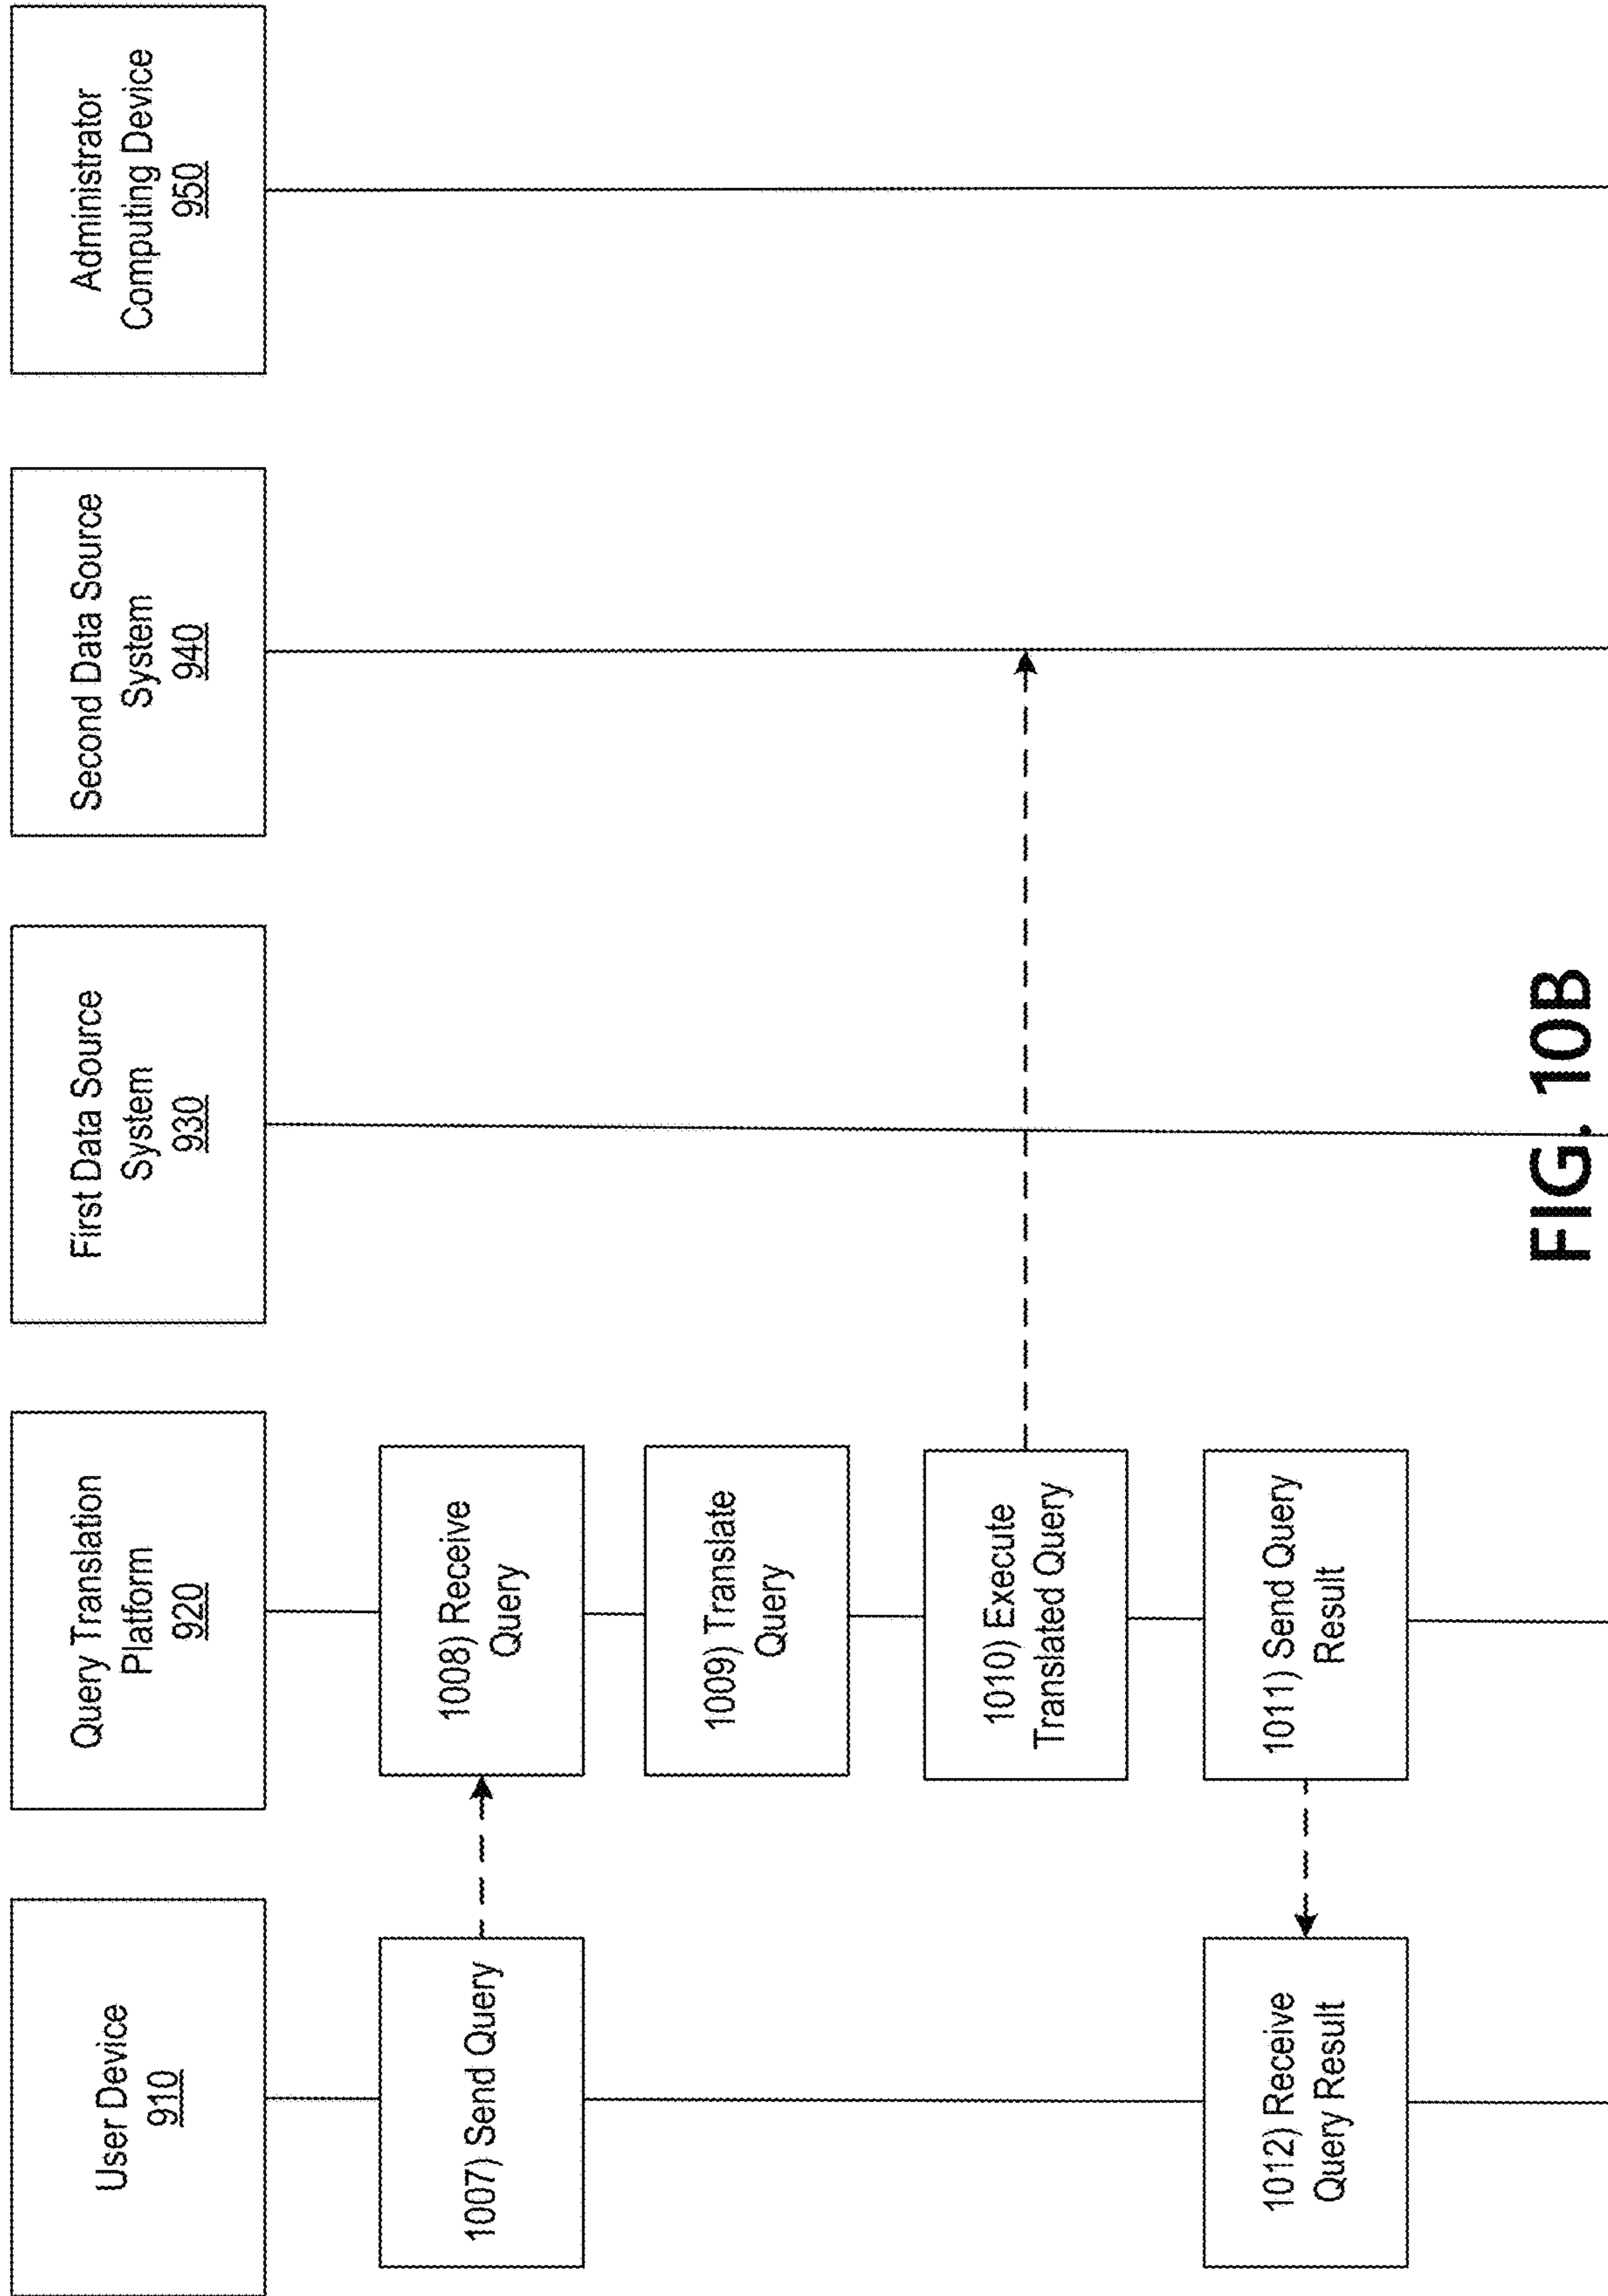 User Device
910
Query Translation
Platform
920
First Data Source
System
930
Second Data Source
System
940
Administrator
Computing Device
950
1007) Send Query
1008) Receive
Query
1009) Translate
Query
1010) Execute
Translated Query
1011) Send Query
Result
1012) Receive
Query Result
FIG. 10B